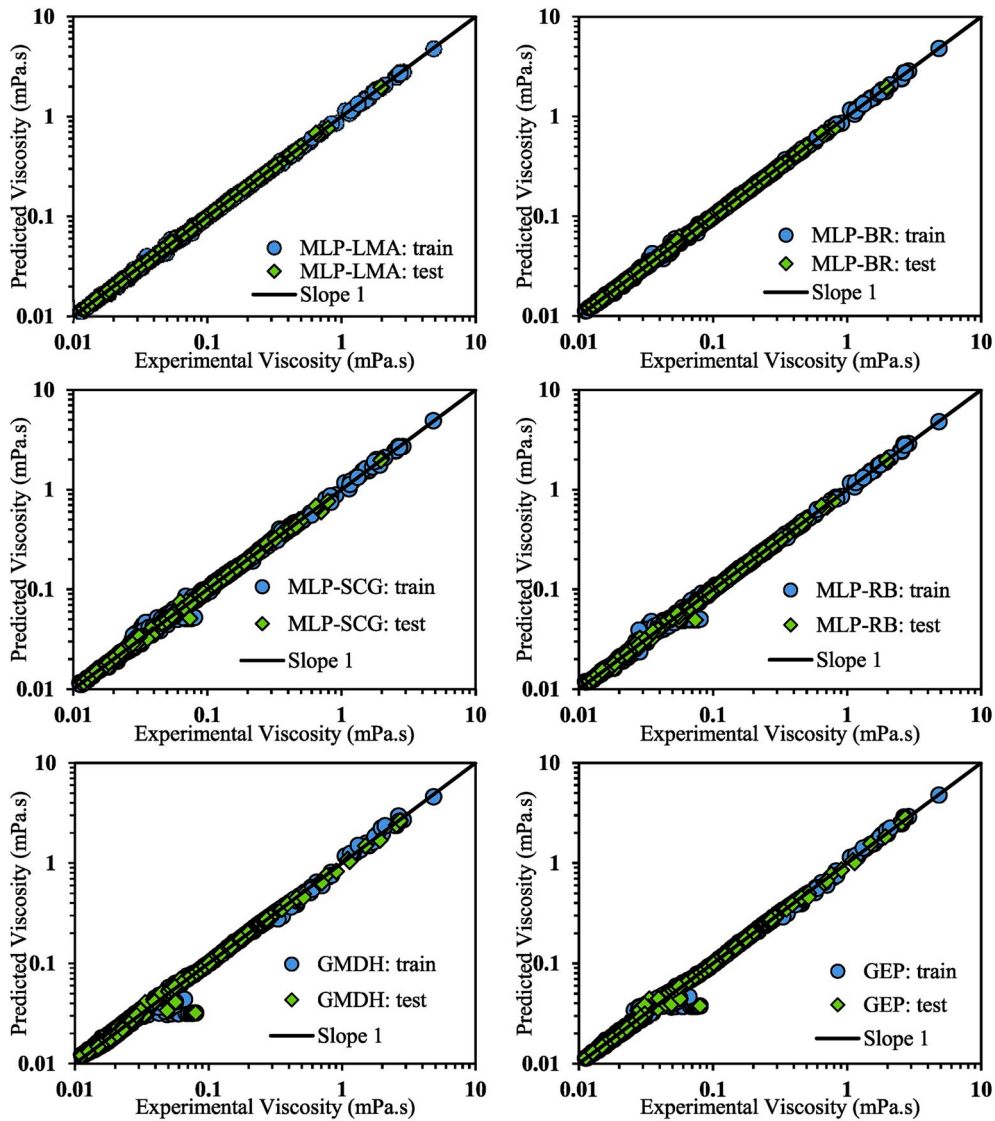 10
1
0.1
0.01
Predicted Viscosity (mPa.s)
MLP-LMA: train
MLP-LMA: test
Slope 1
0.01 0.1 1 10
Experimental Viscosity (mPa.s)
10
1
0.1
0.01
Predicted Viscosity (mPa.s)
MLP-BR: train
MLP-BR: test
Slope 1
0.01 0.1 1 10
Experimental Viscosity (mPa.s)
10
1
0.1
0.01
Predicted Viscosity (mPa.s)
MLP-SCG: train
MLP-SCG: test
Slope 1
0.01 0.1 1 10
Experimental Viscosity (mPa.s)
10
1
0.1
0.01
Predicted Viscosity (mPa.s)
MLP-RB: train
MLP-RB: test
Slope 1
0.01 0.1 1 10
Experimental Viscosity (mPa.s)
10
1
0.1
0.01
Predicted Viscosity (mPa.s)
GMDH: train
GMDH: test
Slope 1
0.01 0.1 1 10
Experimental Viscosity (mPa.s)
10
1
0.1
0.01
Predicted Viscosity (mPa.s)
GEP: train
GEP: test
Slope 1
0.01 0.1 1 10
Experimental Viscosity (mPa.s)